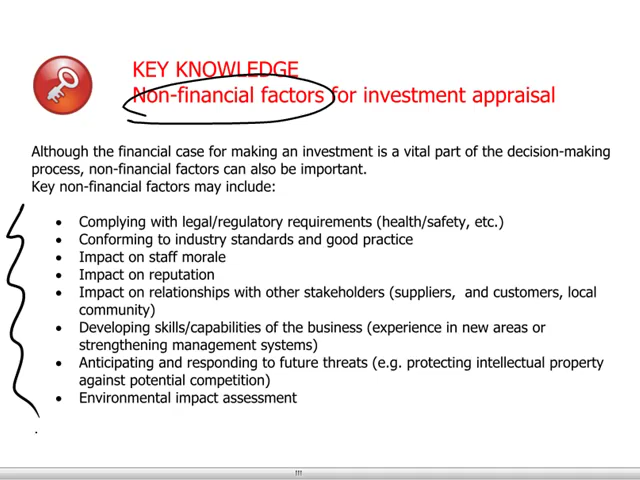 KEY KNOWLEDGE
Non-financial factors for investment appraisal
Although the financial case for making an investment is a vital part of the decision-making
process, non-financial factors can also be important.
Key non-financial factors may include:
• Complying with legal/regulatory requirements (health/safety, etc.)
• Conforming to industry standards and good practice
• Impact on staff morale
• Impact on reputation
• Impact on relationships with other stakeholders (suppliers, and customers, local
community)
• Developing skills/capabilities of the business (experience in new areas or
strengthening management systems)
• Anticipating and responding to future threats (e.g. protecting intellectual property
against potential competition)
• Environmental impact assessment